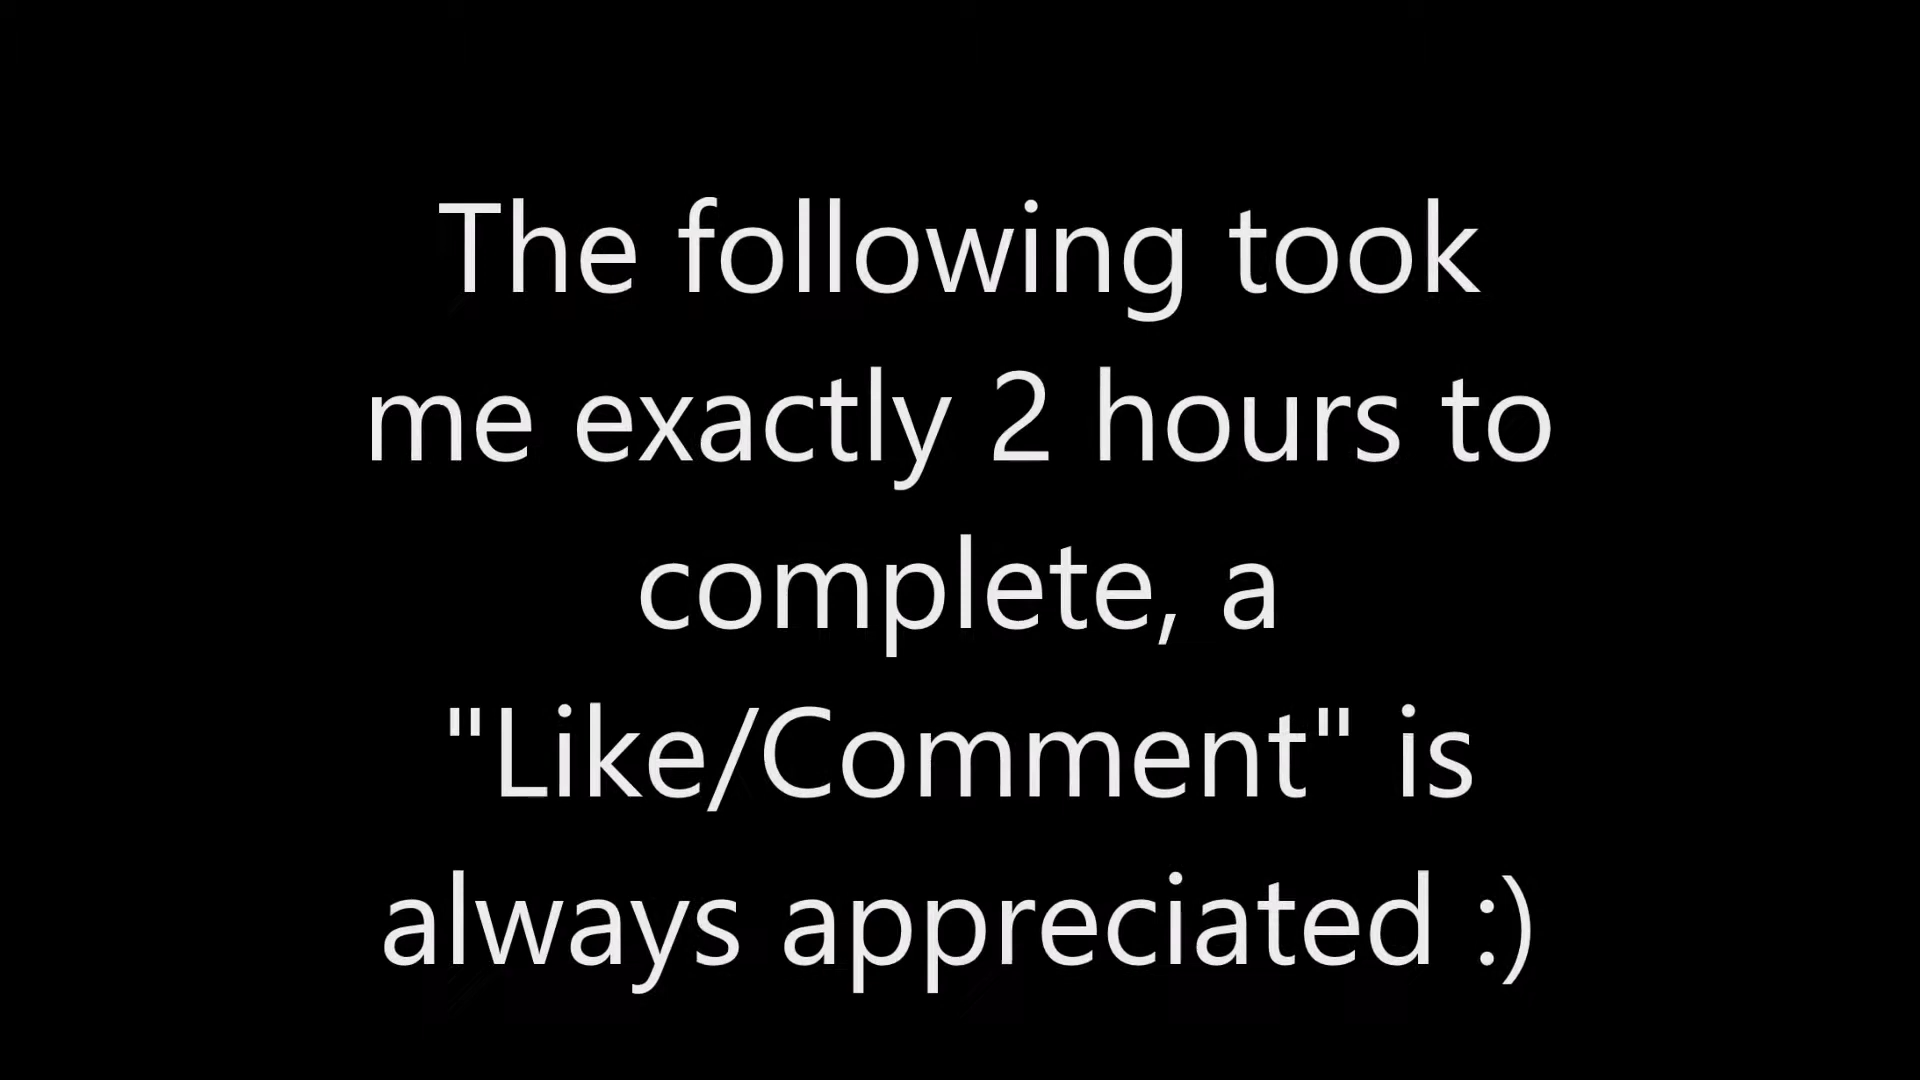 The following took
me exactly 2 hours to
complete, a
"Like/Comment" is
always appreciated :)